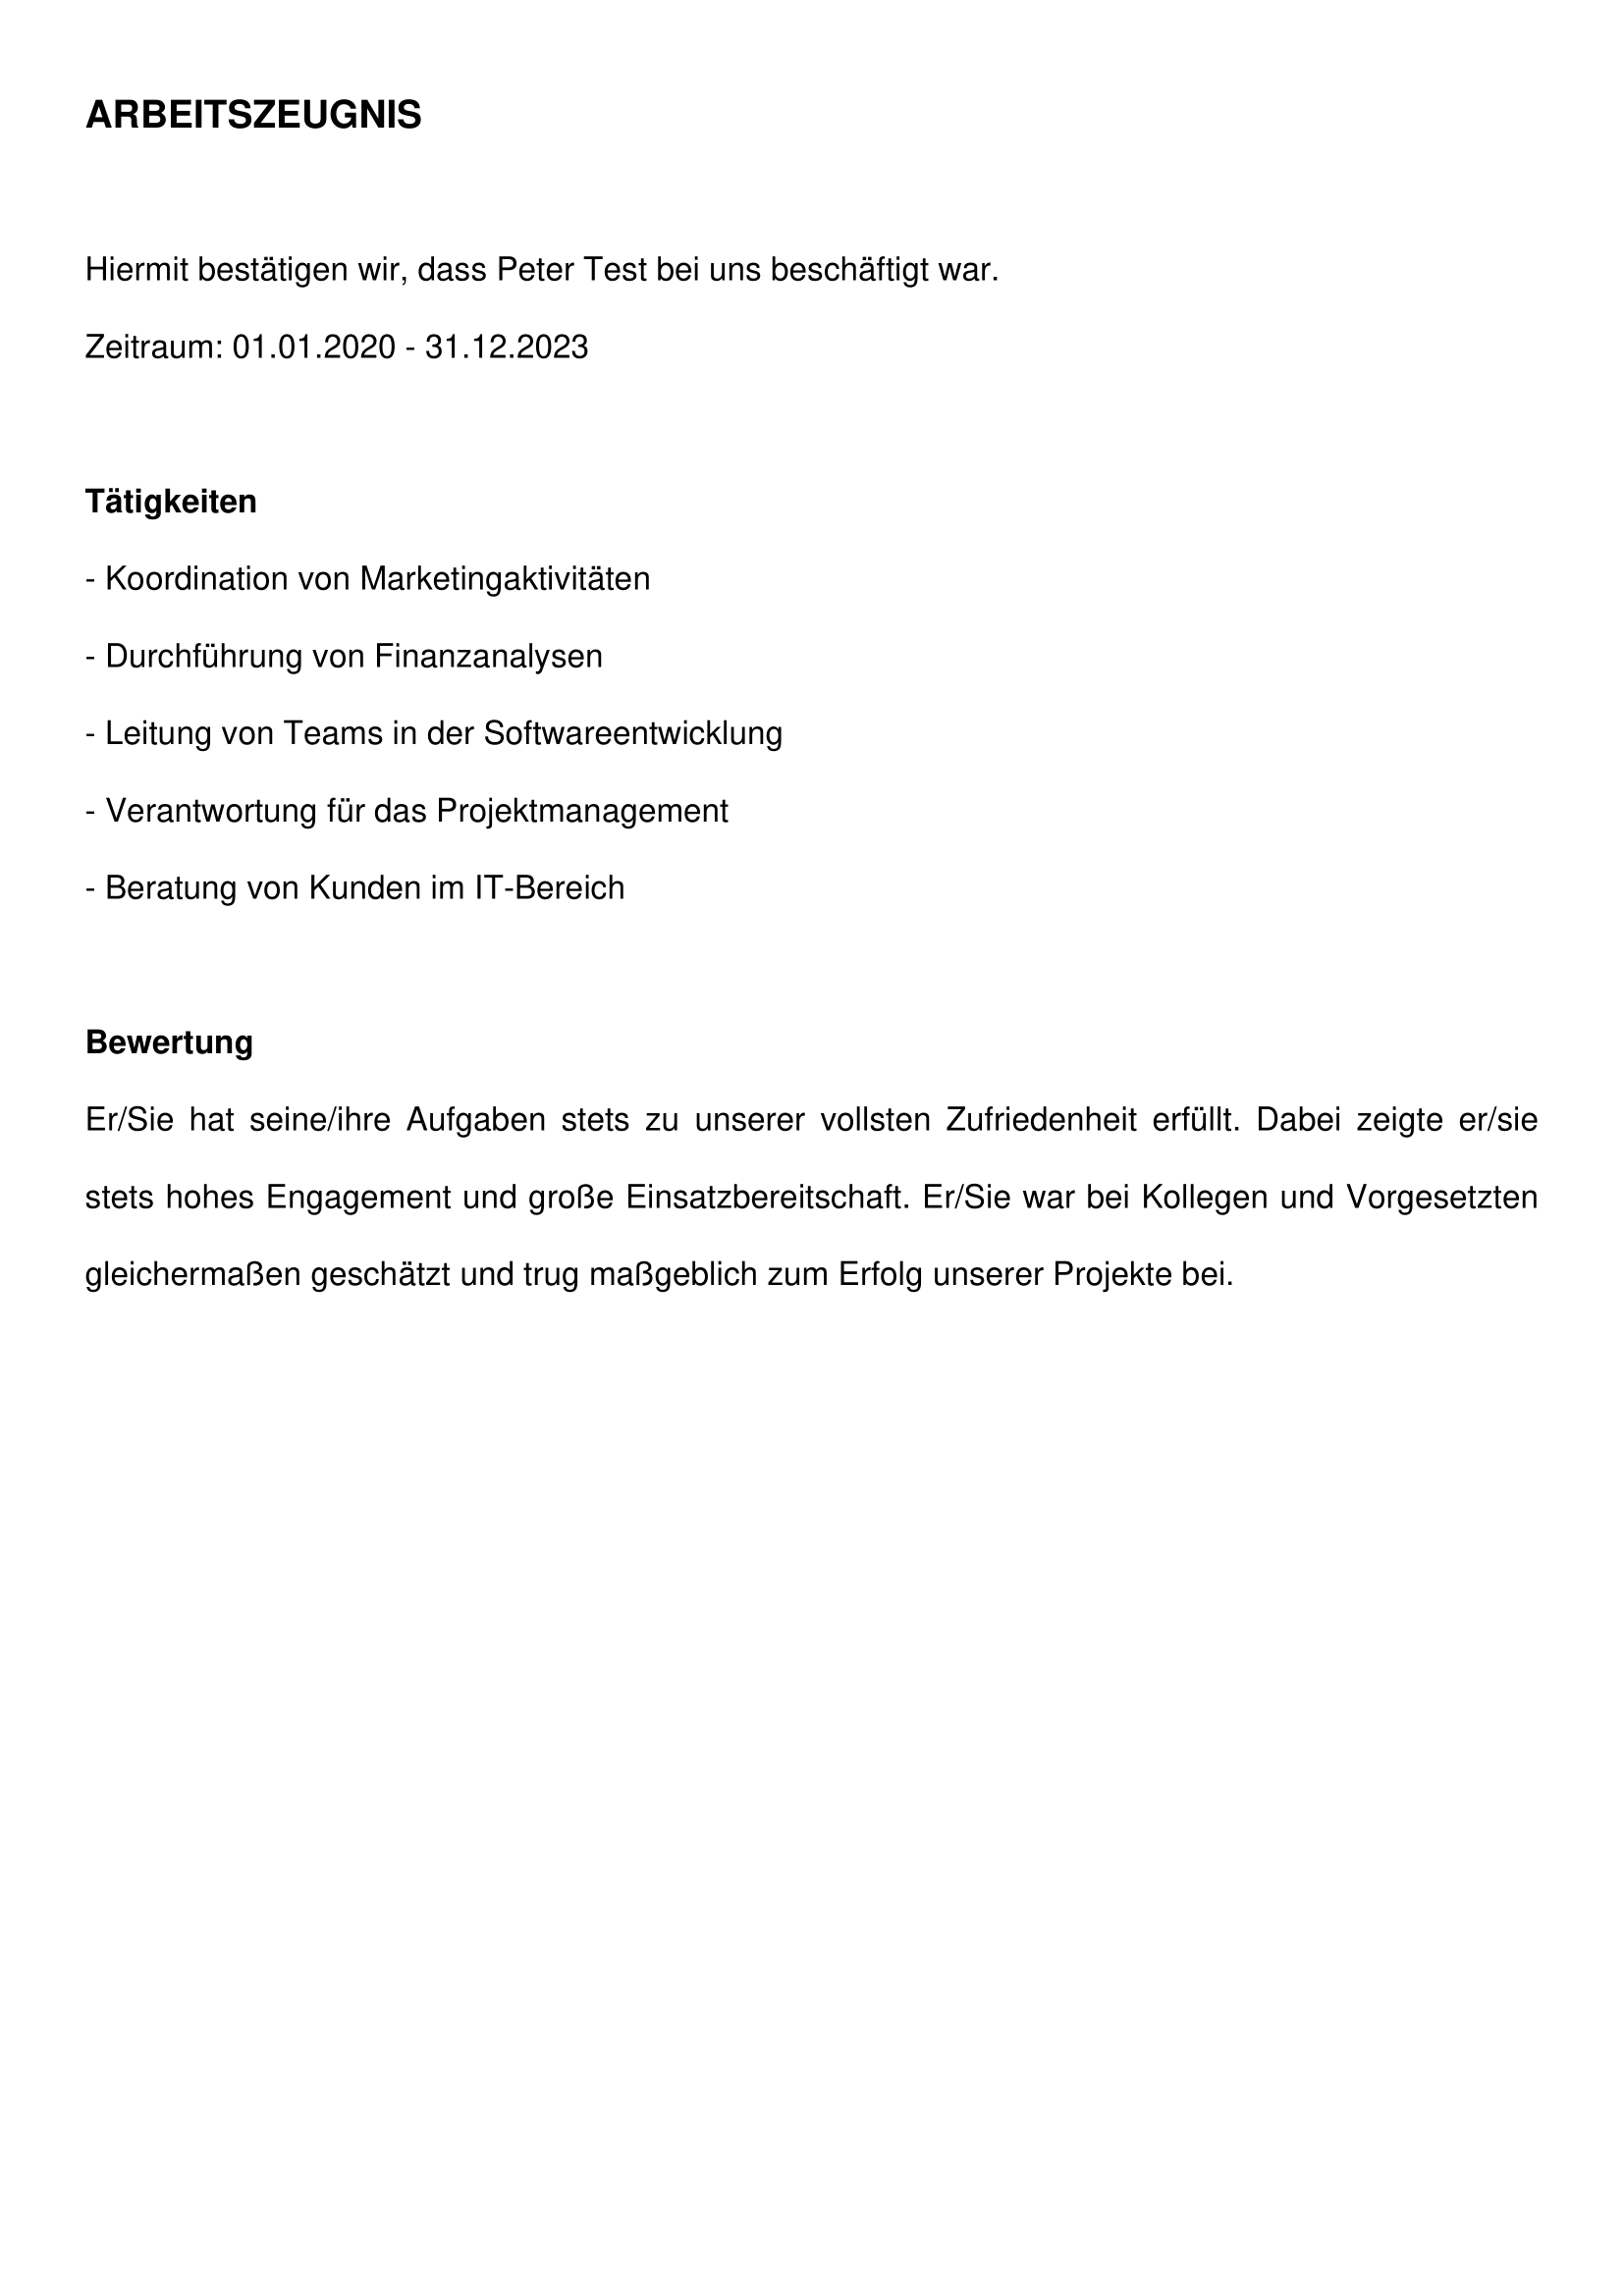 ARBEITSZEUGNIS
Hiermit bestätigen wir, dass Peter Test bei uns beschäftigt war.
Zeitraum: 01.01.2020 - 31.12.2023
Tätigkeiten
- Koordination von Marketingaktivitäten
- Durchführung von Finanzanalysen
- Leitung von Teams in der Softwareentwicklung
- Verantwortung für das Projektmanagement
- Beratung von Kunden im IT-Bereich
Bewertung
Er/Sie hat seine/ihre Aufgaben stets zu unserer vollsten Zufriedenheit erfüllt. Dabei zeigte er/sie
stets hohes Engagement und große Einsatzbereitschaft. Er/Sie war bei Kollegen und Vorgesetzten
gleichermaßen geschätzt und trug maßgeblich zum Erfolg unserer Projekte bei.